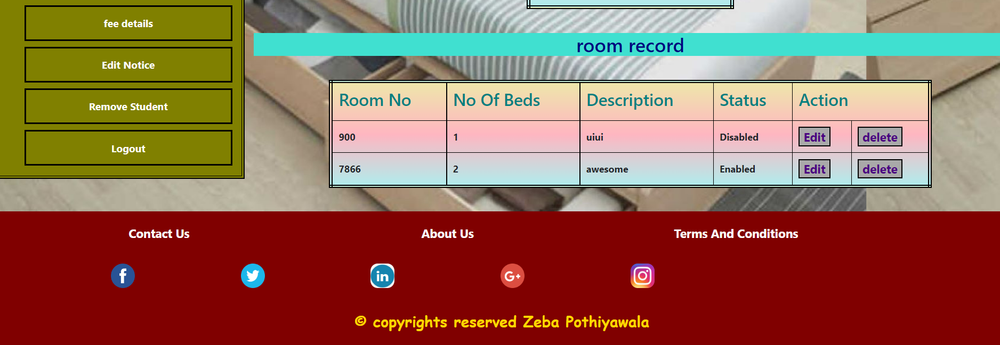 fee details
Edit Notice
Remove Student
Logout
room record
Room No No Of Beds Description Status Action
900 1 uiui Disabled Edit delete
7866 2 awesome Enabled Edit delete
Contact Us About Us Terms And Conditions
f in G+
© copyrights reserved Zeba Pothiyawala